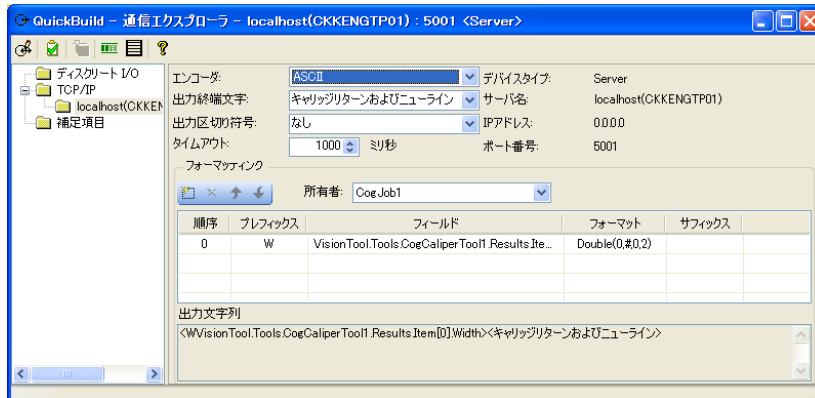 QuickBuild - 通信エクスプローラ - localhost(CKKENGTP01) : 5001 <Server>
ディスクリート I/O
TCP/IP
localhost(CKKEN
補足項目
エンコーダ: ASCII デバイスタイプ: Server
出力終端文字: キャリッジリターンおよびニューライン サーバ名: localhost(CKKENGTP01)
出力区切り符号: なし IPアドレス: 0.0.0.0
タイムアウト: 1000 ミリ秒 ポート番号: 5001
フォーマッティング
所有者: CogJob1
順序 プレフィックス フィールド フォーマット サフィックス
0 W VisionTool.Tools.CogCaliperTool1.Results.Ite... Double(0,#,0,2)
出力文字列
<WVisionTool.Tools.CogCaliperTool1.Results.Item[0].Width><キャリッジリターンおよびニューライン>